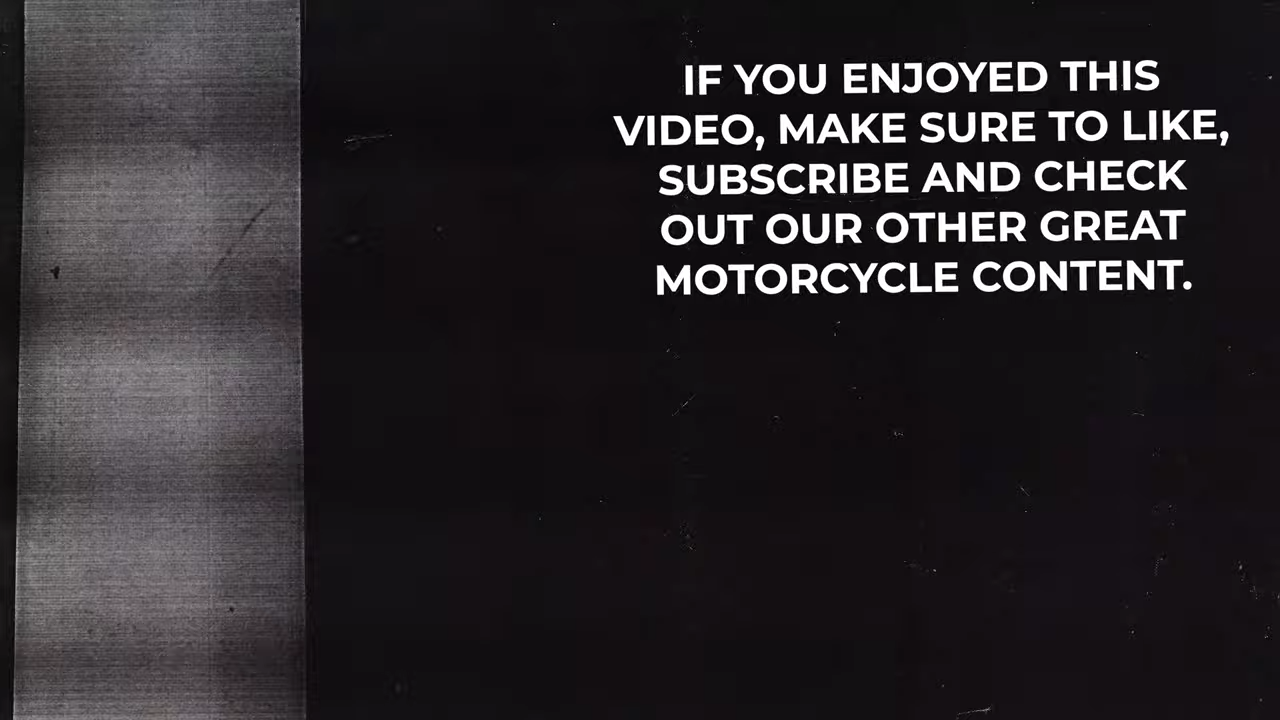 IF YOU ENJOYED THIS
VIDEO, MAKE SURE TO LIKE,
SUBSCRIBE AND CHECK
OUT OUR OTHER GREAT
MOTORCYCLE CONTENT.